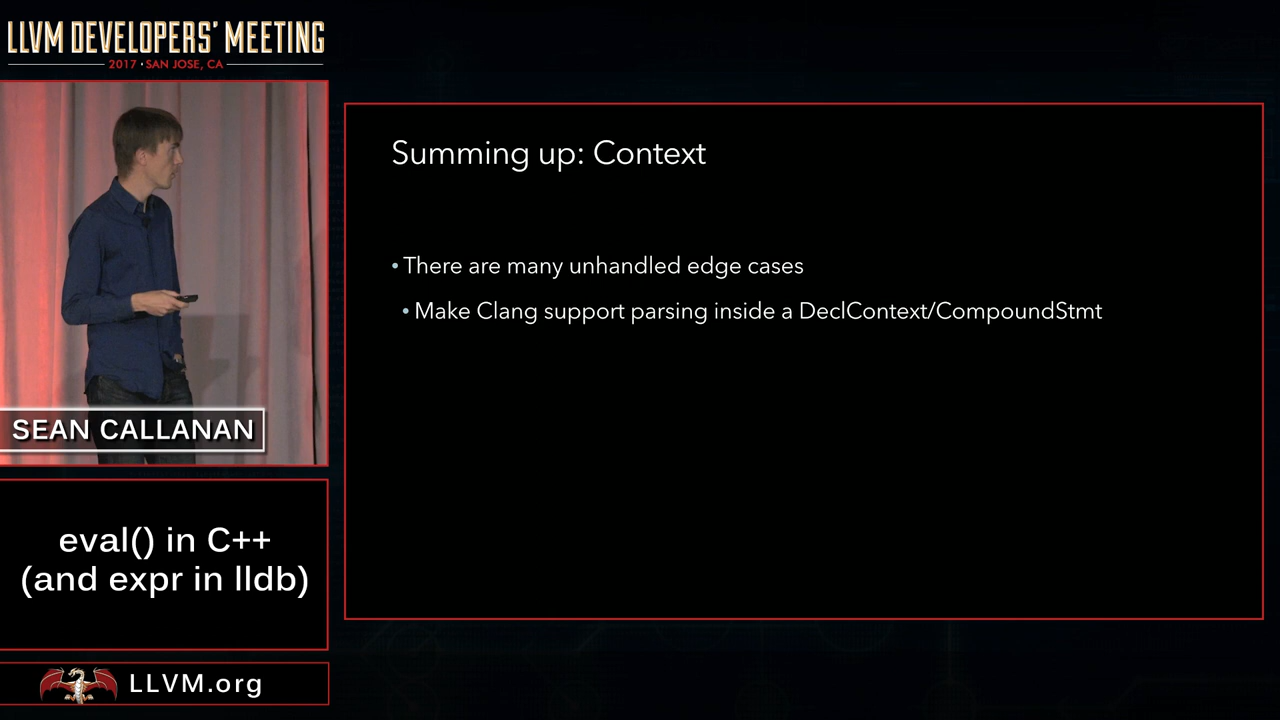 LLVM DEVELOPERS' MEETING
2017 • SAN JOSE, CA
Summing up: Context
• There are many unhandled edge cases
• Make Clang support parsing inside a DeclContext/CompoundStmt
SEAN CALLANAN
eval() in C++
(and expr in lldb)
LLVM.org